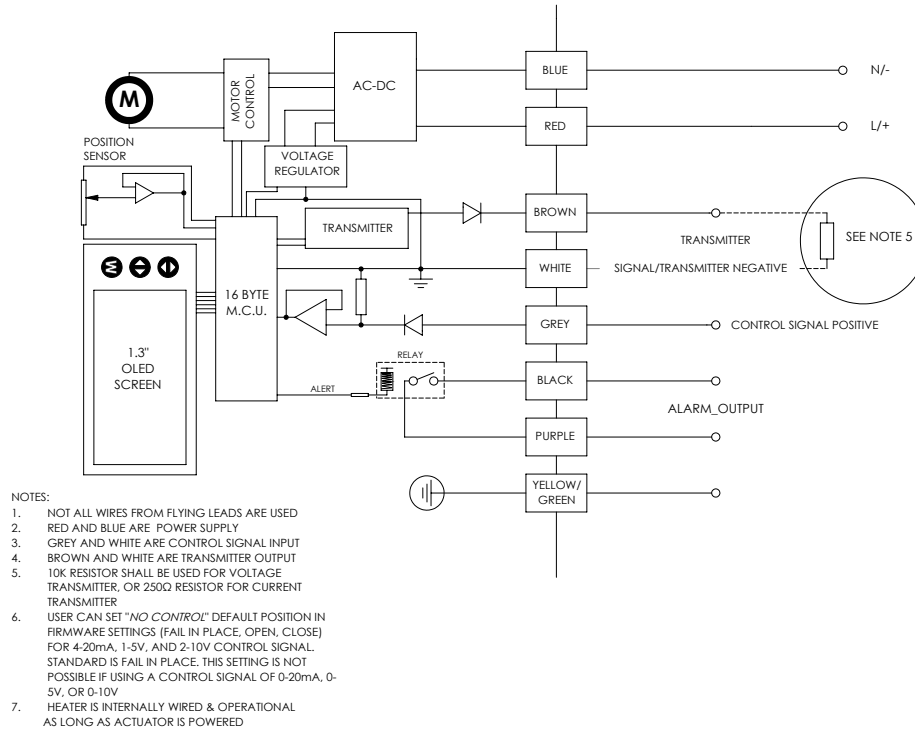 BLUE
N/-
AC-DC
MOTOR
CONTROL
M
RED
L/+
POSITION
SENSOR
VOLTAGE
REGULATOR
BROWN
TRANSMITTER
TRANSMITTER
SEE NOTE 5
WHITE
SIGNAL/TRANSMITTER NEGATIVE
16 BYTE
M.C.U.
GREY
CONTROL SIGNAL POSITIVE
1.3"
OLED
SCREEN
RELAY
ALERT
BLACK
ALARM_OUTPUT
PURPLE
YELLOW/
GREEN
NOTES:
1. NOT ALL WIRES FROM FLYING LEADS ARE USED
2. RED AND BLUE ARE POWER SUPPLY
3. GREY AND WHITE ARE CONTROL SIGNAL INPUT
4. BROWN AND WHITE ARE TRANSMITTER OUTPUT
5. 10K RESISTOR SHALL BE USED FOR VOLTAGE
TRANSMITTER, OR 250Ω RESISTOR FOR CURRENT
TRANSMITTER
6. USER CAN SET "NO CONTROL" DEFAULT POSITION IN
FIRMWARE SETTINGS (FAIL IN PLACE, OPEN, CLOSE)
FOR 4-20mA, 1-5V, AND 2-10V CONTROL SIGNAL.
STANDARD IS FAIL IN PLACE. THIS SETTING IS NOT
POSSIBLE IF USING A CONTROL SIGNAL OF 0-20mA, 0-
5V, OR 0-10V
7. HEATER IS INTERNALLY WIRED & OPERATIONAL
AS LONG AS ACTUATOR IS POWERED